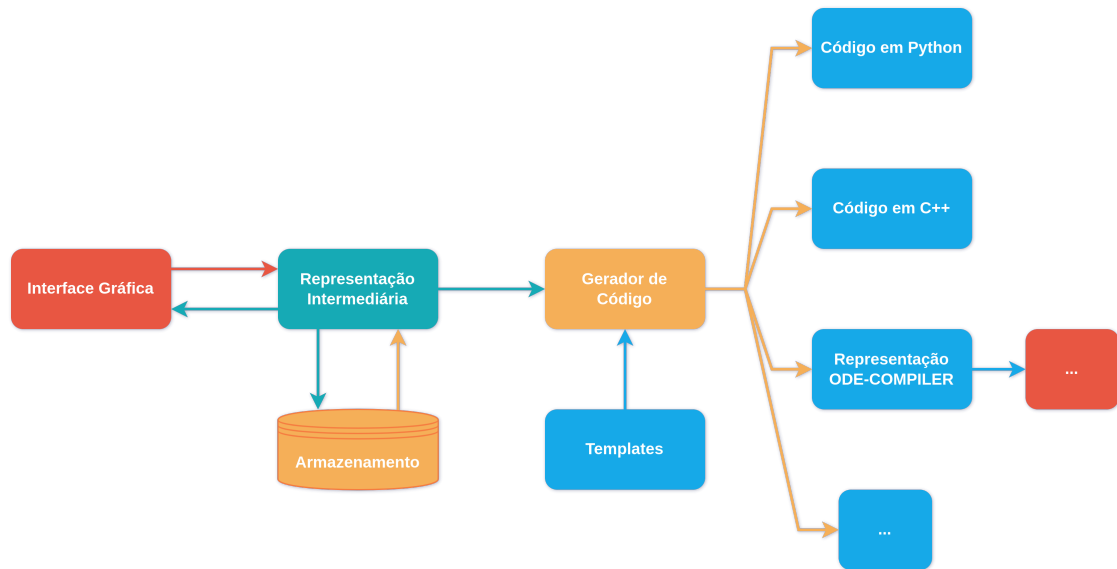 Código em Python
Código em C++
Interface Gráfica
Representação
Intermediária
Gerador de
Código
Representação
ODE-COMPILER
...
Armazenamento
Templates
...